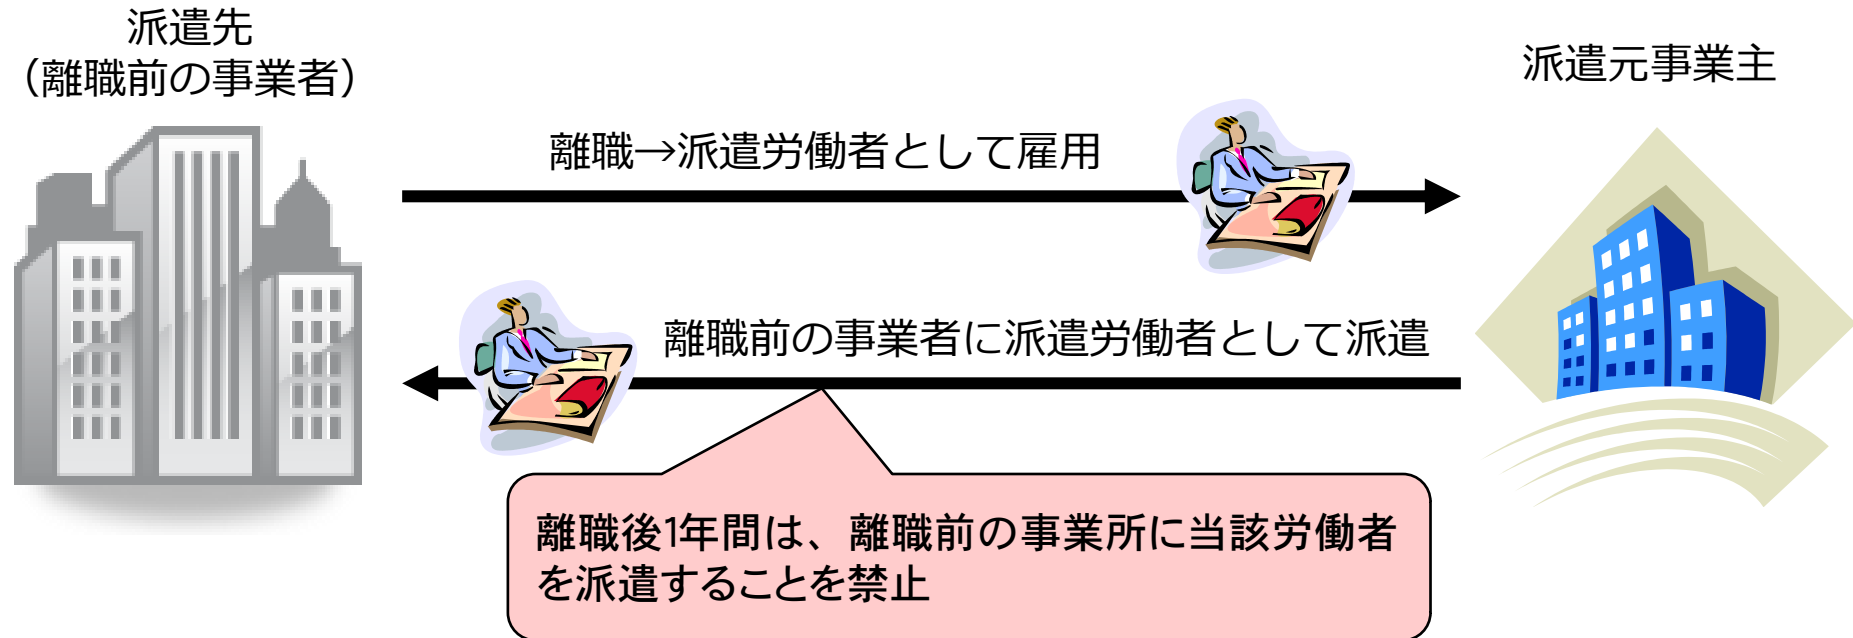 派遣先
（離職前の事業者）
派遣元事業主
離職→派遣労働者として雇用
離職前の事業者に派遣労働者として派遣
離職後1年間は、離職前の事業所に当該労働者
を派遣することを禁止